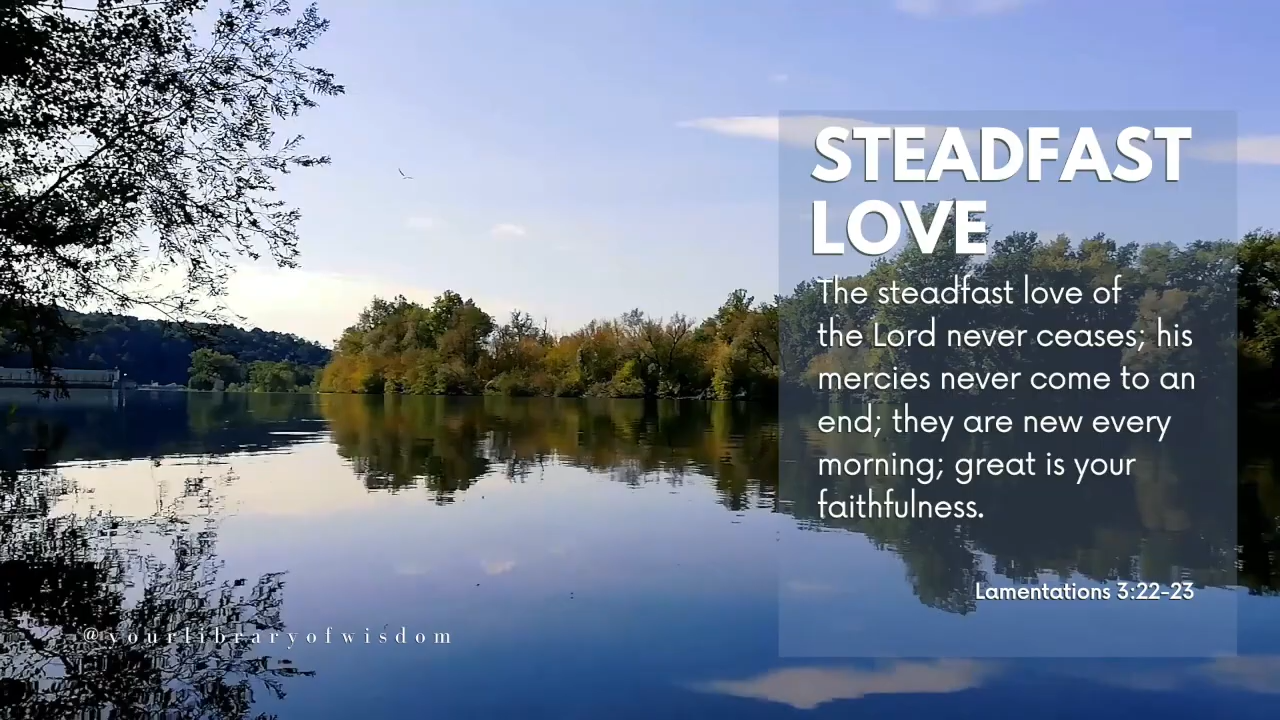 STEADFAST
LOVE
The steadfast love of
the Lord never ceases; his
mercies never come to an
end; they are new every
morning; great is your
faithfulness.
Lamentations 3:22-23
@yourlibraryofwisdom